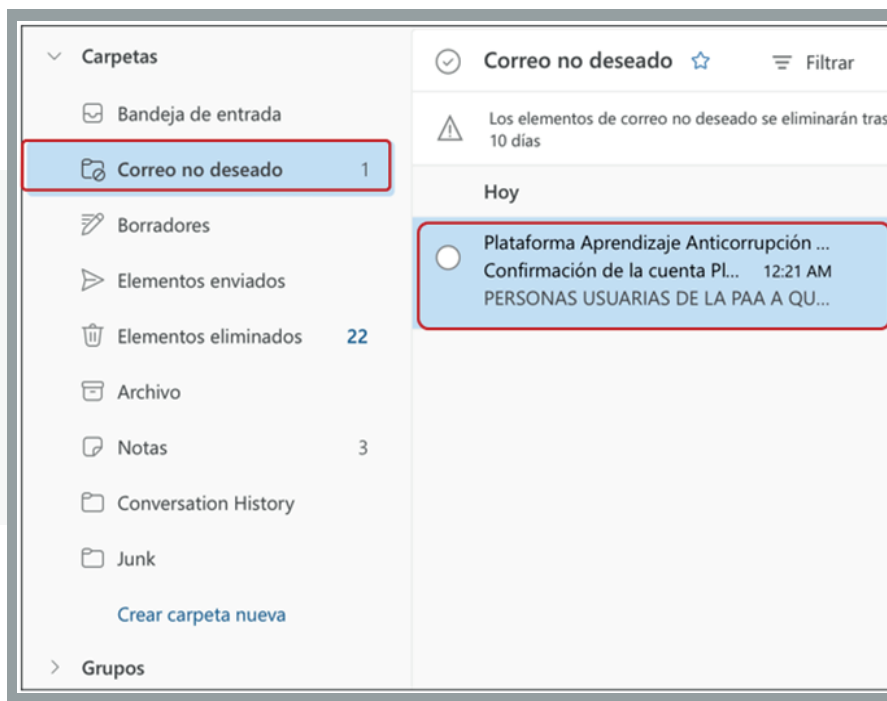 Carpetas
Bandeja de entrada
Correo no deseado 1
Borradores
Elementos enviados
Elementos eliminados 22
Archivo
Notas 3
Conversation History
Junk
Crear carpeta nueva
Grupos
Correo no deseado Filtrar
Los elementos de correo no deseado se eliminarán tras
10 días
Hoy
Plataforma Aprendizaje Anticorrupción ...
Confirmación de la cuenta Pl... 12:21 AM
PERSONAS USUARIAS DE LA PAA A QU...